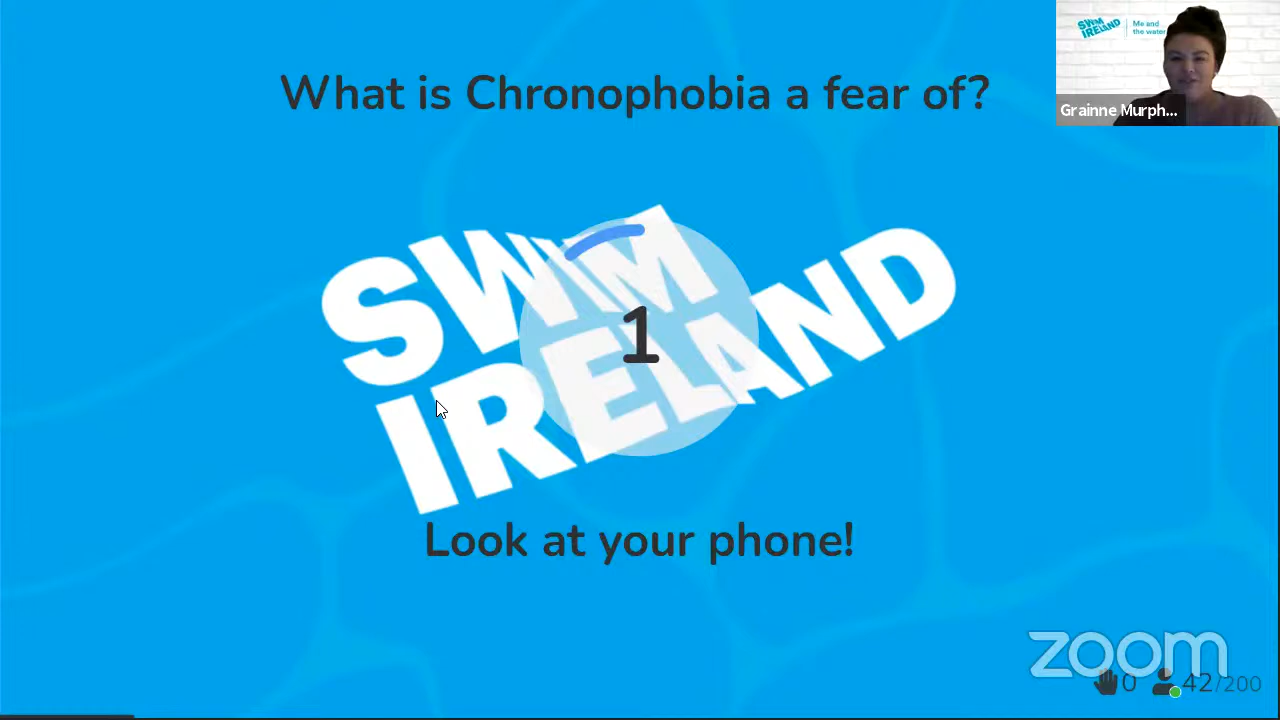 What is Chronophobia a fear of?
SWIM
IRELAND
Me and
the water
Grainne Murph...
SWIM
IRELAND
1
Look at your phone!
zoom
0
42/200